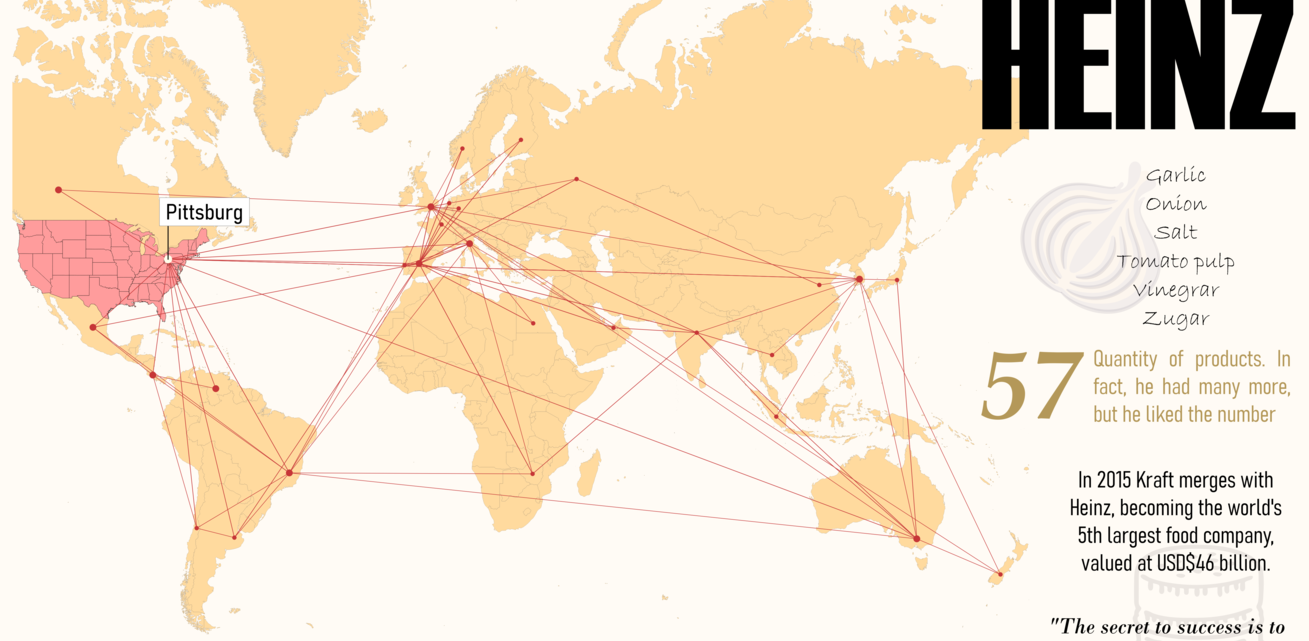 HEINZ
Pittsburg
Garlic
Onion
Salt
Tomato pulp
Vinegrar
Zugar
57
Quantity of products. In
fact, he had many more,
but he liked the number
In 2015 Kraft merges with
Heinz, becoming the world's
5th largest food company,
valued at USD$46 billion.
"The secret to success is to